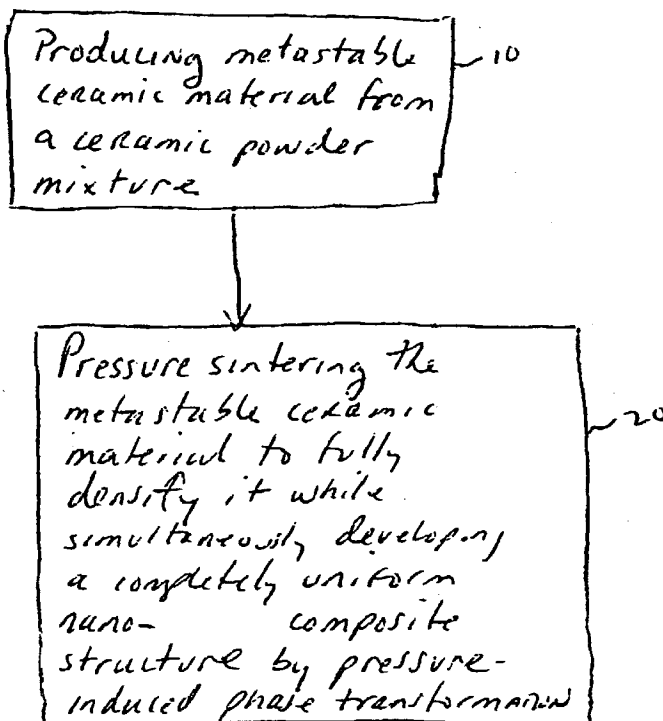 Producing metastable 10
ceramic material from
a ceramic powder
mixture
Pressure sintering the
metastable ceramic
material to fully 20
densify it while
simultaneously developing
a completely uniform
nano- composite
structure by pressure-
induced phase transformation